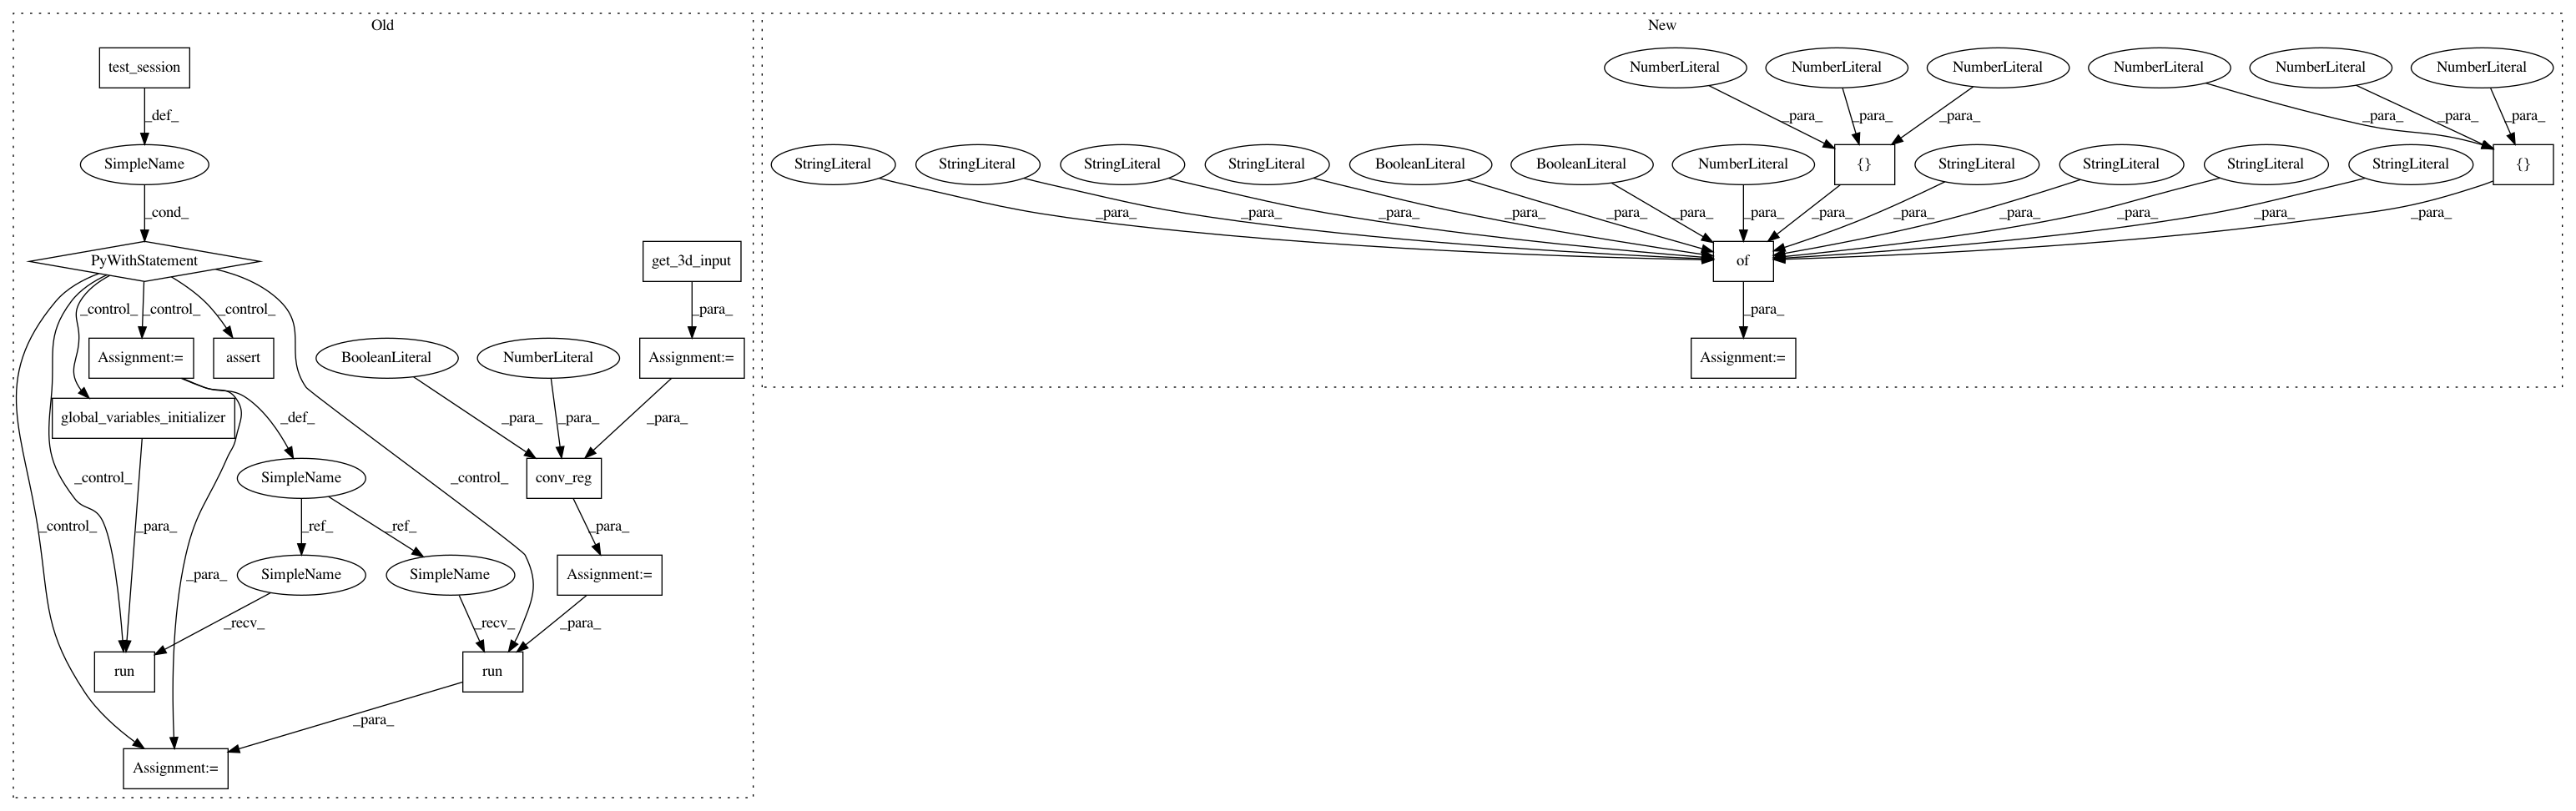 Old
New
test_session
NumberLiteral
NumberLiteral
NumberLiteral
NumberLiteral
NumberLiteral
NumberLiteral
_def_
_para_
_para_
_para_
_para_
_para_
_para_
SimpleName
StringLiteral
StringLiteral
StringLiteral
StringLiteral
BooleanLiteral
BooleanLiteral
NumberLiteral
{}
StringLiteral
StringLiteral
StringLiteral
StringLiteral
{}
_cond_
_para_
_para_
_para_
_para_
_para_
_para_
_para_
_para_
_para_
_para_
_para_
_para_
_para_
PyWithStatement
get_3d_input
of
_control_
_control_
_control_
_para_
_para_
Assignment:=
assert
BooleanLiteral
NumberLiteral
Assignment:=
Assignment:=
global_variables_initializer
_def_
_para_
_para_
_para_
SimpleName
_control_
_control_
conv_reg
_control_
_para_
_ref_
_ref_
_para_
_para_
SimpleName
SimpleName
Assignment:=
_recv_
_recv_
_para_
run
run
_para_
Assignment:=